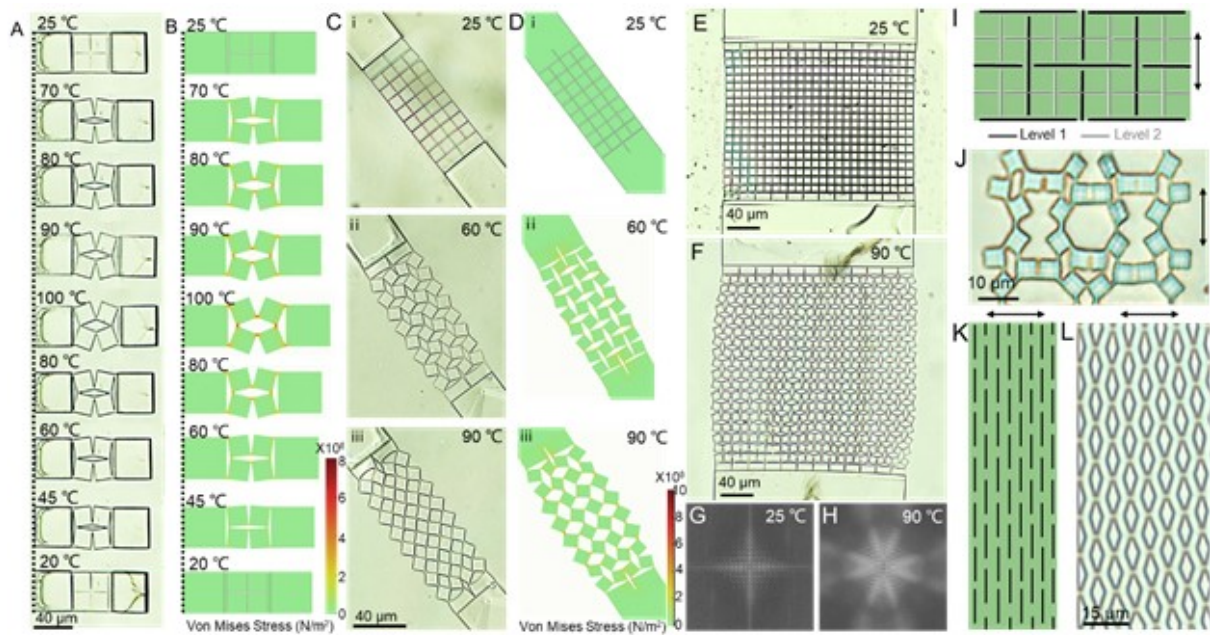 A
25 ℃
70 ℃
80 ℃
90 ℃
100 ℃
80 ℃
60 ℃
45 ℃
20 ℃
40 μm
B
25 ℃
70 ℃
80 ℃
90 ℃
100 ℃
80 ℃
60 ℃
45 ℃
20 ℃
X10⁶
8
6
4
2
0
Von Mises Stress (N/m²)
C
i
25 ℃
ii
60 ℃
iii
90 ℃
40 μm
D
i
25 ℃
ii
60 ℃
iii
90 ℃
10
8
6
4
2
0
Von Mises Stress (N/m²)
E
25 ℃
40 μm
F
90 ℃
40 μm
G
25 ℃
H
90 ℃
I
Level 1
Level 2
J
10 μm
K
L
15 μm